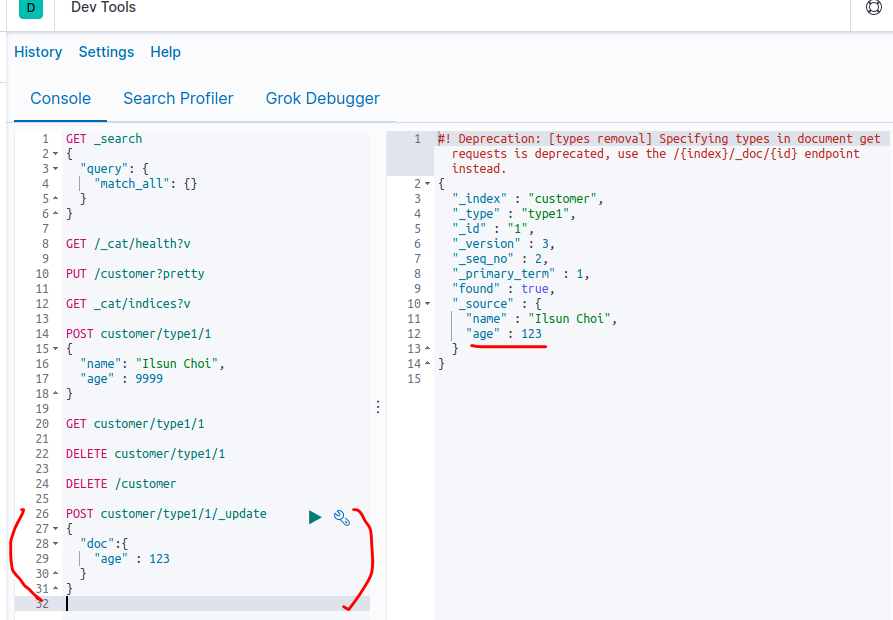 D Dev Tools
History Settings Help
Console Search Profiler Grok Debugger
1 GET _search
2 {
3 "query": {
4 "match_all": {}
5 }
6 }
7
8 GET /_cat/health?v
9
10 PUT /customer?pretty
11
12 GET _cat/indices?v
13
14 POST customer/type1/1
15 {
16 "name": "Ilsun Choi",
17 "age" : 9999
18 }
19
20 GET customer/type1/1
21
22 DELETE customer/type1/1
23
24 DELETE /customer
25
26 POST customer/type1/1/_update
27 {
28 "doc":{
29 "age" : 123
30 }
31 }
32
1 #! Deprecation: [types removal] Specifying types in document get
requests is deprecated, use the /{index}/_doc/{id} endpoint
instead.
2 {
3 "_index" : "customer",
4 "_type" : "type1",
5 "_id" : "1",
6 "_version" : 3,
7 "_seq_no" : 2,
8 "_primary_term" : 1,
9 "found" : true,
10 "_source" : {
11 "name" : "Ilsun Choi",
12 "age" : 123
13 }
14 }
15